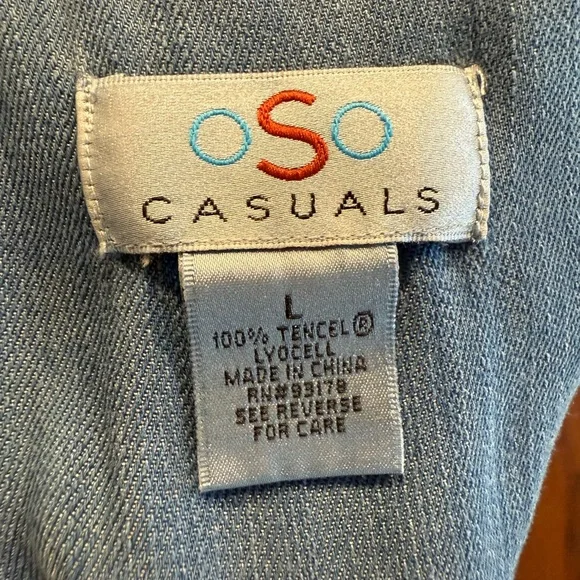 oSo
CASUALS
L
100% TENCEL®
LYOCELL
MADE IN CHINA
RN#93178
SEE REVERSE
FOR CARE